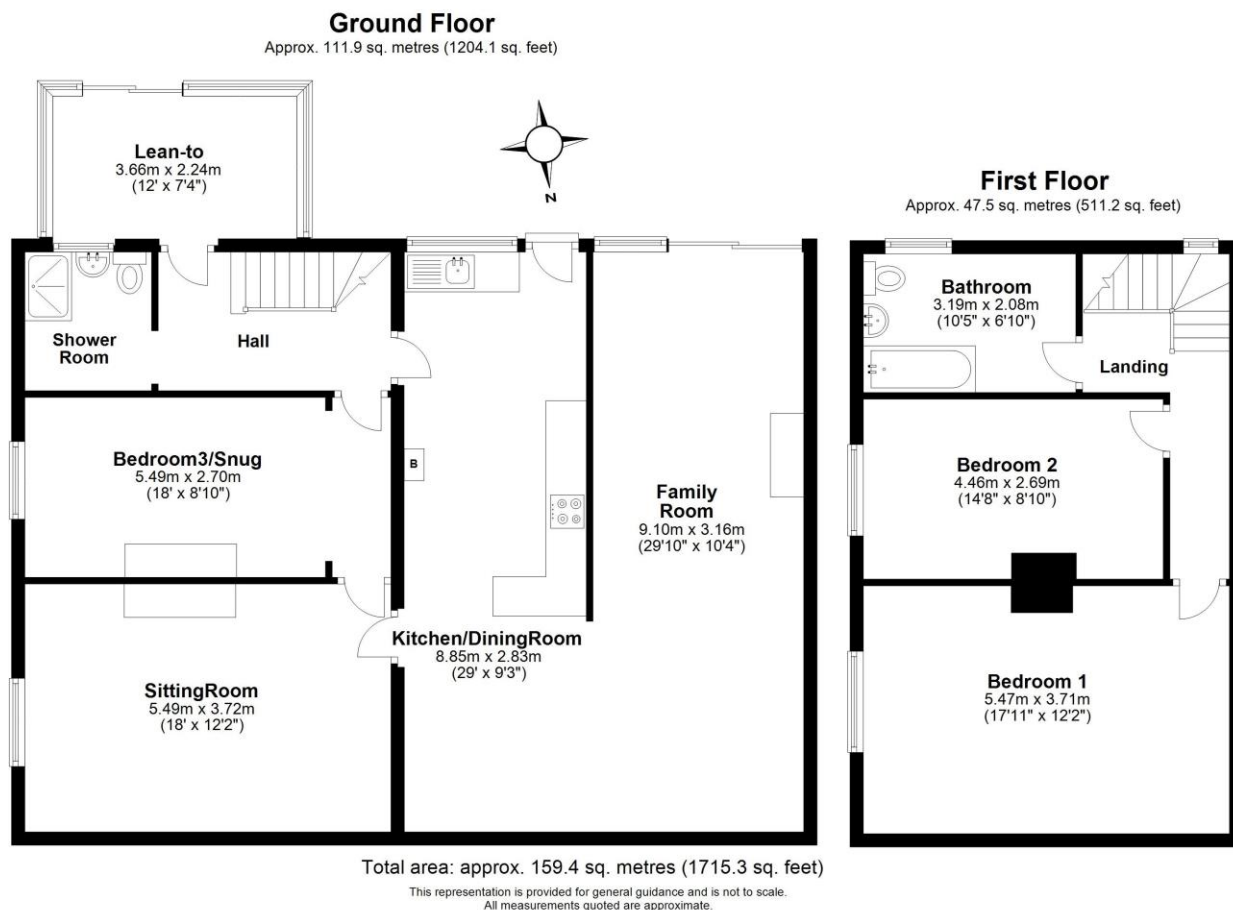 Ground Floor
Approx. 111.9 sq. metres (1204.1 sq. feet)
Lean-to
3.66m x 2.24m
(12' x 7'4")
N
Shower
Room
Hall
Bedroom3/Snug
5.49m x 2.70m
(18' x 8'10")
B
Family
Room
9.10m x 3.16m
(29'10" x 10'4")
Kitchen/DiningRoom
8.85m x 2.83m
(29' x 9'3")
SittingRoom
5.49m x 3.72m
(18' x 12'2")
First Floor
Approx. 47.5 sq. metres (511.2 sq. feet)
Bathroom
3.19m x 2.08m
(10'5" x 6'10")
Landing
Bedroom 2
4.46m x 2.69m
(14'8" x 8'10")
Bedroom 1
5.47m x 3.71m
(17'11" x 12'2")
Total area: approx. 159.4 sq. metres (1715.3 sq. feet)
This representation is provided for general guidance and is not to scale.
All measurements quoted are approximate.